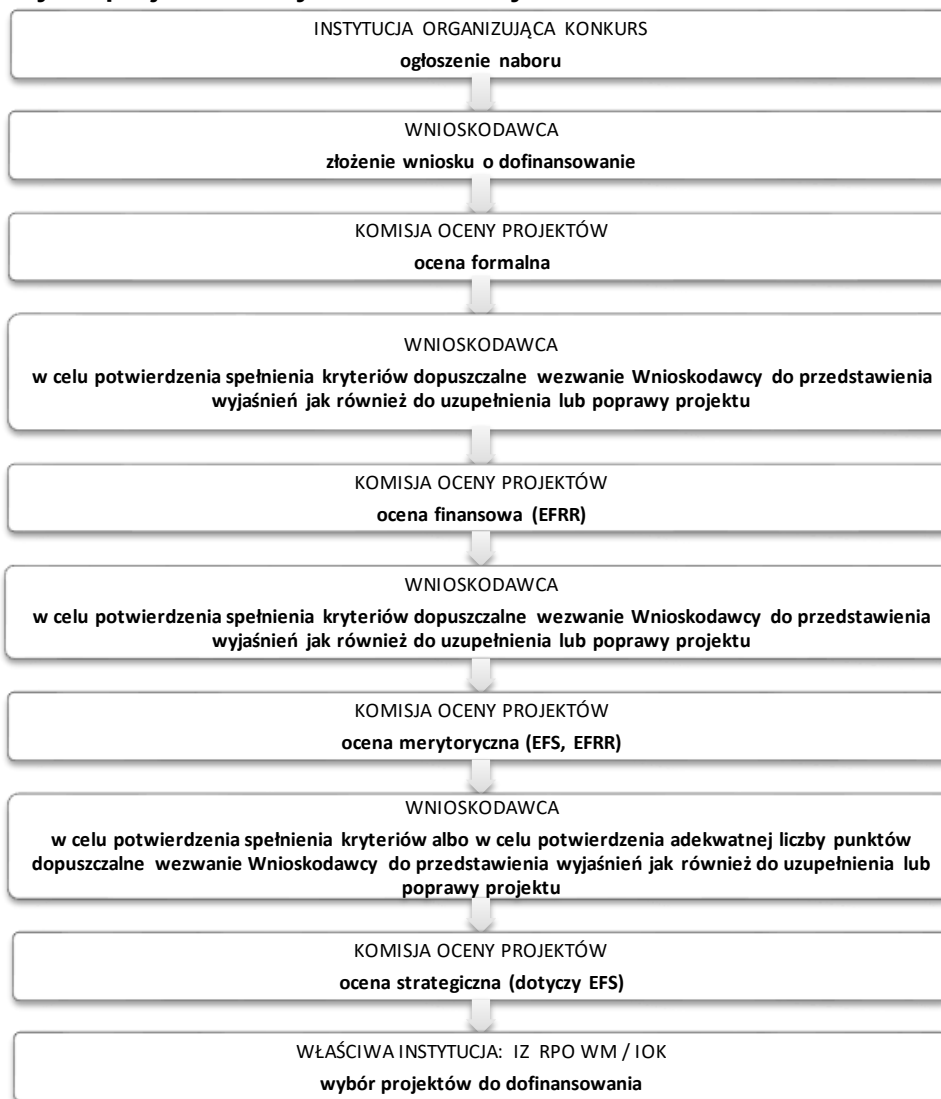 INSTYTUCJA ORGANIZUJĄCA KONKURS
ogłoszenie naboru
WNIOSKODAWCA
złożenie wniosku o dofinansowanie
KOMISJA OCENY PROJEKTÓW
ocena formalna
WNIOSKODAWCA
w celu potwierdzenia spełnienia kryteriów dopuszczalne wezwanie Wnioskodawcy do przedstawienia
wyjaśnień jak również do uzupełnienia lub poprawy projektu
KOMISJA OCENY PROJEKTÓW
ocena finansowa (EFRR)
WNIOSKODAWCA
w celu potwierdzenia spełnienia kryteriów dopuszczalne wezwanie Wnioskodawcy do przedstawienia
wyjaśnień jak również do uzupełnienia lub poprawy projektu
KOMISJA OCENY PROJEKTÓW
ocena merytoryczna (EFS, EFRR)
WNIOSKODAWCA
w celu potwierdzenia spełnienia kryteriów albo w celu potwierdzenia adekwatnej liczby punktów
dopuszczalne wezwanie Wnioskodawcy do przedstawienia wyjaśnień jak również do uzupełnienia lub
poprawy projektu
KOMISJA OCENY PROJEKTÓW
ocena strategiczna (dotyczy EFS)
WŁAŚCIWA INSTYTUCJA: IZ RPO WM / IOK
wybór projektów do dofinansowania